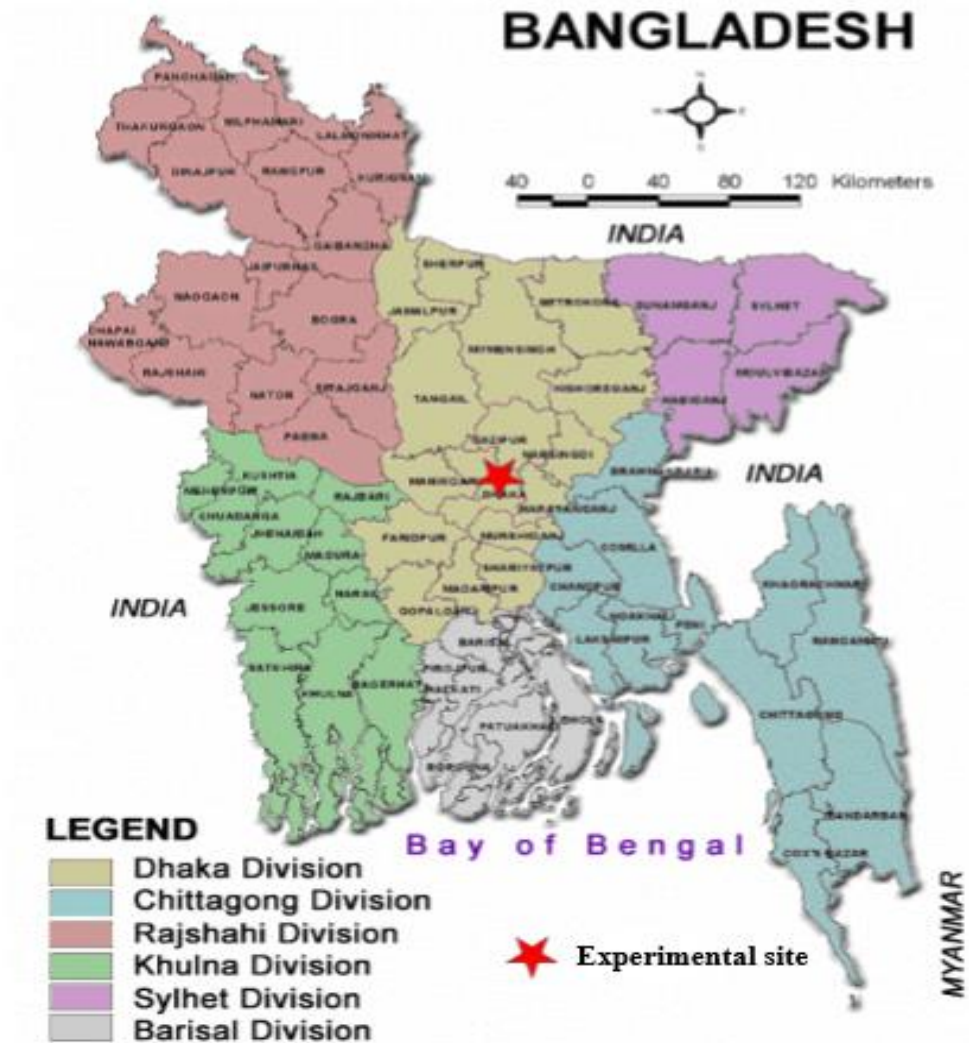 BANGLADESH
40 0 40 80 120 Kilometers
INDIA
PANCHAGARH
THAKURGAON
NILPHAMARI
LALMONIRHAT
DINAJPUR
RANGPUR
KURIGRAM
GAIBANDHA
JAIPURHAT
NAOGAON
BOGRA
CHAPAI
NAWABGANJ
RAJSHAHI
NATOR
SIRAJGANJ
PABNA
SHERPUR
JAMALPUR
NETROKONA
MYMENSINGH
KISHOREGANJ
TANGAIL
GAZIPUR
NARSINGDI
MANIKGANJ
DHAKA
NARAYANGANJ
FARIDPUR
MUNSHIGANJ
SHARIYATPUR
MADARIPUR
GOPALGANJ
SUNAMGANJ
SYLHET
HABIGANJ
MOULVIBAZAR
INDIA
KUSHTIA
MEHERPUR
RAJBARI
CHUADANGA
JHENAIDAH
MAGURA
INDIA
JESSORE
NARAIL
SATKHIRA
KHULNA
BAGERHAT
COMILLA
CHANDPUR
NOAKHALI
FENI
LAKSHMIPUR
KHAGRACHHARI
RANGAMATI
CHITTAGONG
BANDARBAN
COX'S BAZAR
BARISAL
PIROJPUR
PATUAKHALI
BHOLA
BORGUNA
Bay of Bengal
MYANMAR
LEGEND
Dhaka Division
Chittagong Division
Rajshahi Division
Khulna Division
Sylhet Division
Barisal Division
Experimental site